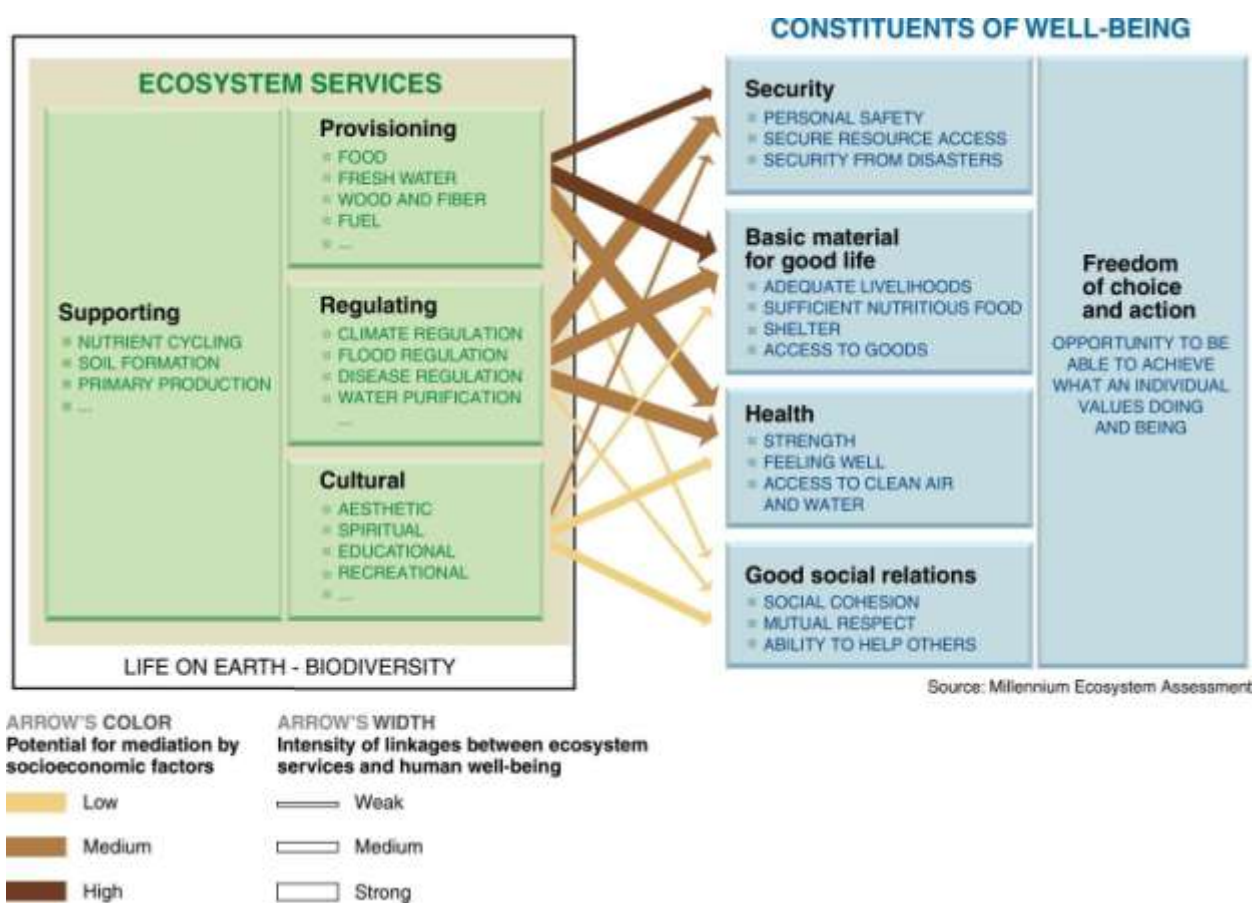 CONSTITUENTS OF WELL-BEING
ECOSYSTEM SERVICES
Supporting
NUTRIENT CYCLING
SOIL FORMATION
PRIMARY PRODUCTION
...
Provisioning
FOOD
FRESH WATER
WOOD AND FIBER
FUEL
...
Regulating
CLIMATE REGULATION
FLOOD REGULATION
DISEASE REGULATION
WATER PURIFICATION
...
Cultural
AESTHETIC
SPIRITUAL
EDUCATIONAL
RECREATIONAL
...
LIFE ON EARTH - BIODIVERSITY
Security
PERSONAL SAFETY
SECURE RESOURCE ACCESS
SECURITY FROM DISASTERS
Basic material
for good life
ADEQUATE LIVELIHOODS
SUFFICIENT NUTRITIOUS FOOD
SHELTER
ACCESS TO GOODS
Health
STRENGTH
FEELING WELL
ACCESS TO CLEAN AIR
AND WATER
Good social relations
SOCIAL COHESION
MUTUAL RESPECT
ABILITY TO HELP OTHERS
Freedom
of choice
and action
OPPORTUNITY TO BE
ABLE TO ACHIEVE
WHAT AN INDIVIDUAL
VALUES DOING
AND BEING
Source: Millennium Ecosystem Assessment
ARROW'S COLOR
Potential for mediation by
socioeconomic factors
Low
Medium
High
ARROW'S WIDTH
Intensity of linkages between ecosystem
services and human well-being
Weak
Medium
Strong